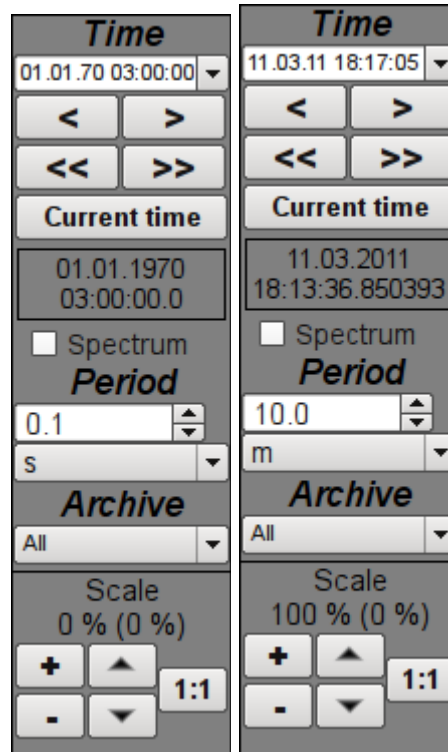 Time
01.01.70 03:00:00
<
>
<<
>>
Current time
01.01.1970
03:00:00.0
Spectrum
Period
0.1
s
Archive
All
Scale
0 % (0 %)
+
1:1
-
Time
11.03.11 18:17:05
<
>
<<
>>
Current time
11.03.2011
18:13:36.850393
Spectrum
Period
10.0
m
Archive
All
Scale
100 % (0 %)
+
1:1
-